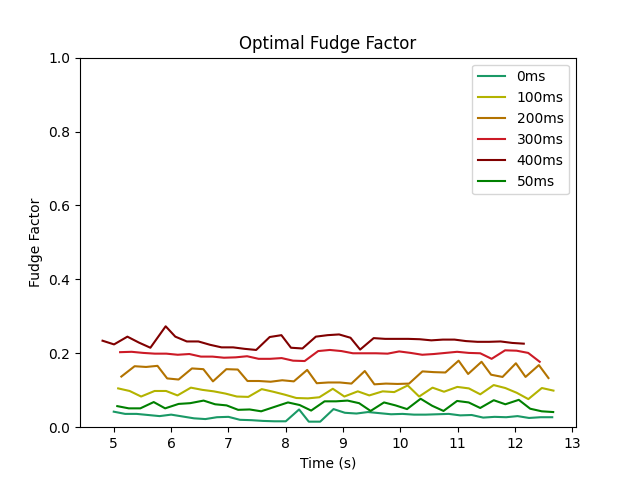 Optimal Fudge Factor
1.0
0.8
0.6
0.4
0.2
0.0
Fudge Factor
0ms
100ms
200ms
300ms
400ms
50ms
5 6 7 8 9 10 11 12 13
Time (s)